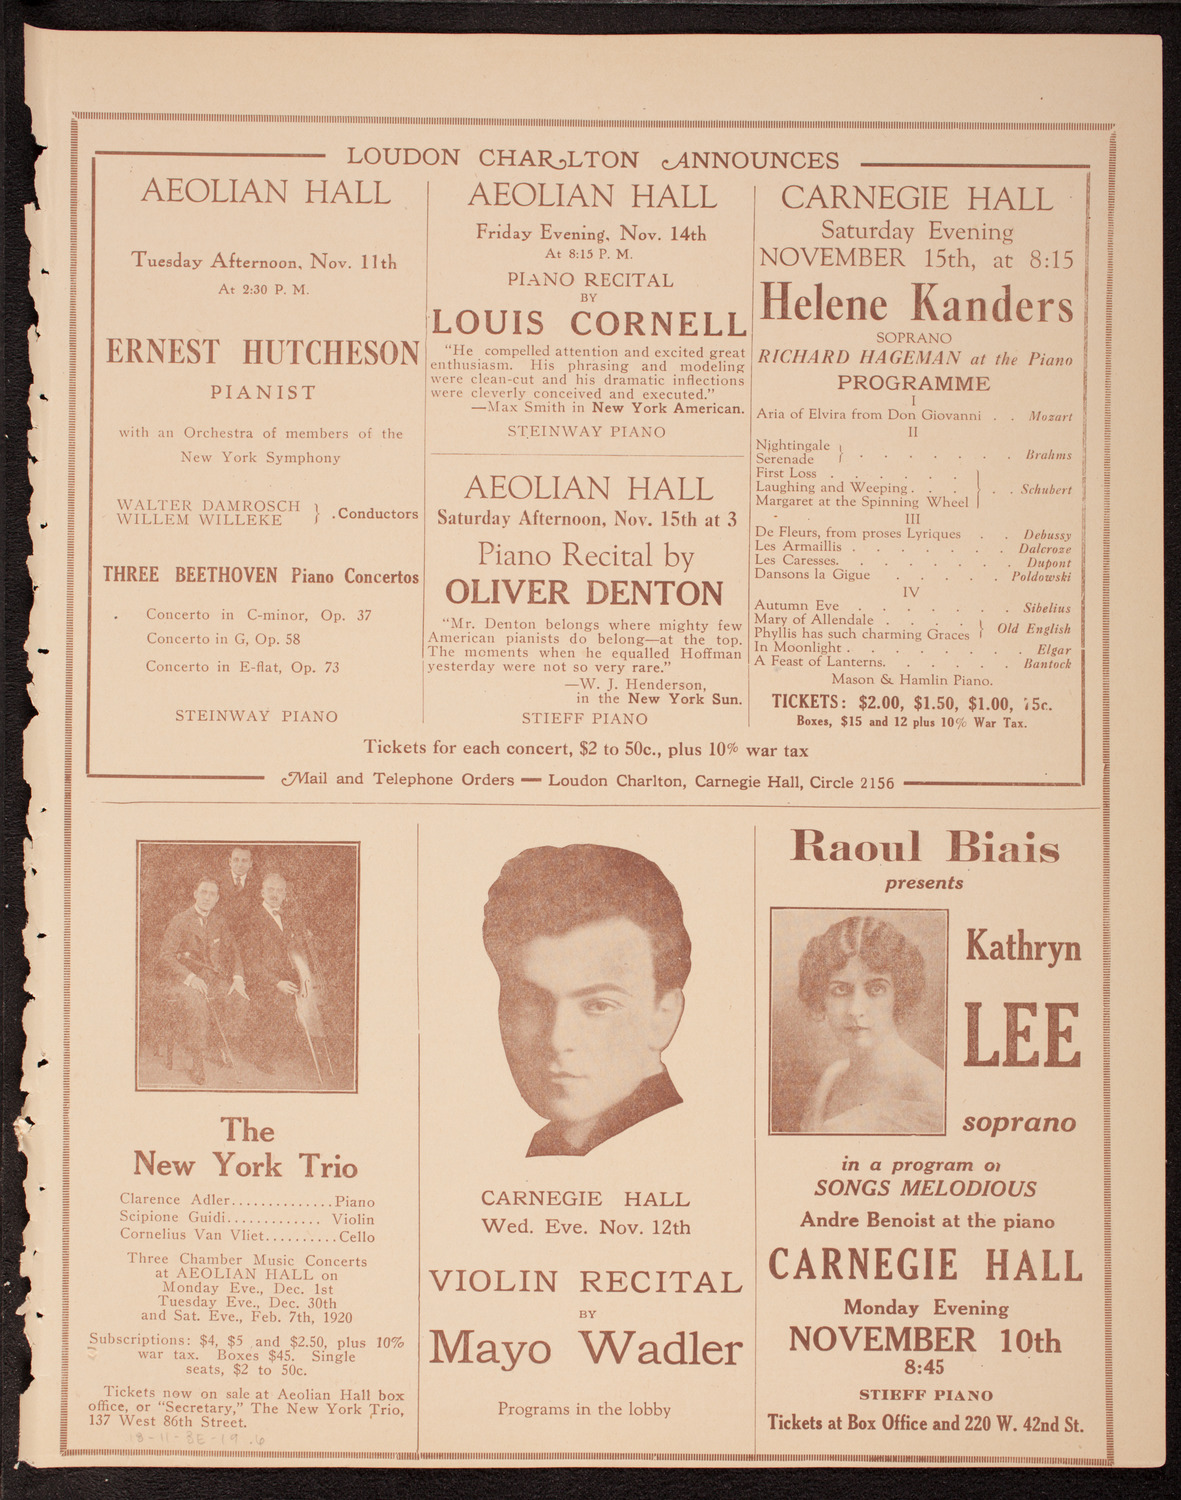 LOUDON CHARLTON ANNOUNCES
AEOLIAN HALL
Tuesday Afternoon, Nov. 11th
At 2:30 P. M.
ERNEST HUTCHESON
PIANIST
with an Orchestra of members of the
New York Symphony
WALTER DAMROSCH
WILLEM WILLEKE } . Conductors
THREE BEETHOVEN Piano Concertos
Concerto in C-minor, Op. 37
Concerto in G, Op. 58
Concerto in E-flat, Op. 73
STEINWAY PIANO
AEOLIAN HALL
Friday Evening, Nov. 14th
At 8:15 P. M.
PIANO RECITAL
BY
LOUIS CORNELL
"He compelled attention and excited great
enthusiasm. His phrasing and modeling
were clean-cut and his dramatic inflections
were cleverly conceived and executed."
—Max Smith in New York American.
STEINWAY PIANO
AEOLIAN HALL
Saturday Afternoon, Nov. 15th at 3
Piano Recital by
OLIVER DENTON
"Mr. Denton belongs where mighty few
American pianists do belong—at the top.
The moments when he equalled Hoffman
yesterday were not so very rare."
—W. J. Henderson,
in the New York Sun.
STIEFF PIANO
CARNEGIE HALL
Saturday Evening
NOVEMBER 15th, at 8:15
Helene Kanders
SOPRANO
RICHARD HAGEMAN at the Piano
PROGRAMME
I
Aria of Elvira from Don Giovanni . . Mozart
II
Nightingale
Serenade } . . . . . . . Brahms
First Loss . . . . . .
Laughing and Weeping . . . } . . Schubert
Margaret at the Spinning Wheel
III
De Fleurs, from proses Lyriques . . Debussy
Les Armaillis . . . . . . . Dalcroze
Les Caresses. . . . . . . . Dupont
Dansons la Gigue . . . . . Poldowski
IV
Autumn Eve . . . . . . . Sibelius
Mary of Allendale . . . . .
Phyllis has such charming Graces } Old English
In Moonlight . . . . . . . . Elgar
A Feast of Lanterns. . . . . . Bantock
Mason & Hamlin Piano.
TICKETS: $2.00, $1.50, $1.00, 75c.
Boxes, $15 and 12 plus 10% War Tax.
Tickets for each concert, $2 to 50c., plus 10% war tax
Mail and Telephone Orders — Loudon Charlton, Carnegie Hall, Circle 2156
The
New York Trio
Clarence Adler..............Piano
Scipione Guidi............. Violin
Cornelius Van Vliet..........Cello
Three Chamber Music Concerts
at AEOLIAN HALL on
Monday Eve., Dec. 1st
Tuesday Eve., Dec. 30th
and Sat. Eve., Feb. 7th, 1920
Subscriptions: $4, $5 and $2.50, plus 10%
war tax. Boxes $45. Single
seats, $2 to 50c.
Tickets now on sale at Aeolian Hall box
office, or "Secretary," The New York Trio,
137 West 86th Street.
18-11-BE-19 .6
CARNEGIE HALL
Wed. Eve. Nov. 12th
VIOLIN RECITAL
BY
Mayo Wadler
Programs in the lobby
Raoul Biais
presents
Kathryn
LEE
soprano
in a program of
SONGS MELODIOUS
Andre Benoist at the piano
CARNEGIE HALL
Monday Evening
NOVEMBER 10th
8:45
STIEFF PIANO
Tickets at Box Office and 220 W. 42nd St.